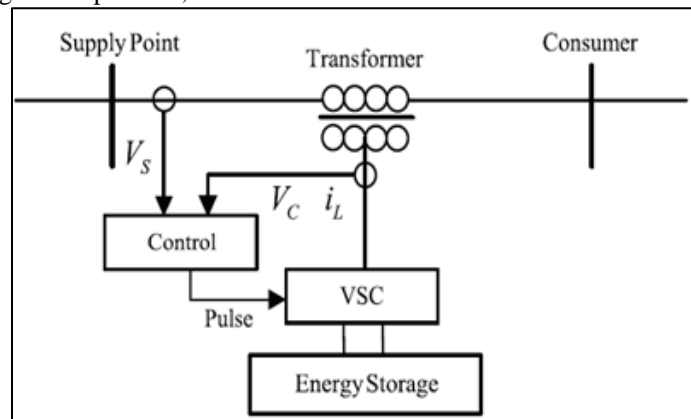 Supply Point
Consumer
Transformer
V_S
V_C i_L
Control
VSC
Pulse
Energy Storage